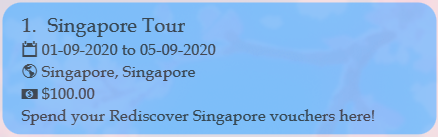 1. Singapore Tour
01-09-2020 to 05-09-2020
Singapore, Singapore
$100.00
Spend your Rediscover Singapore vouchers here!